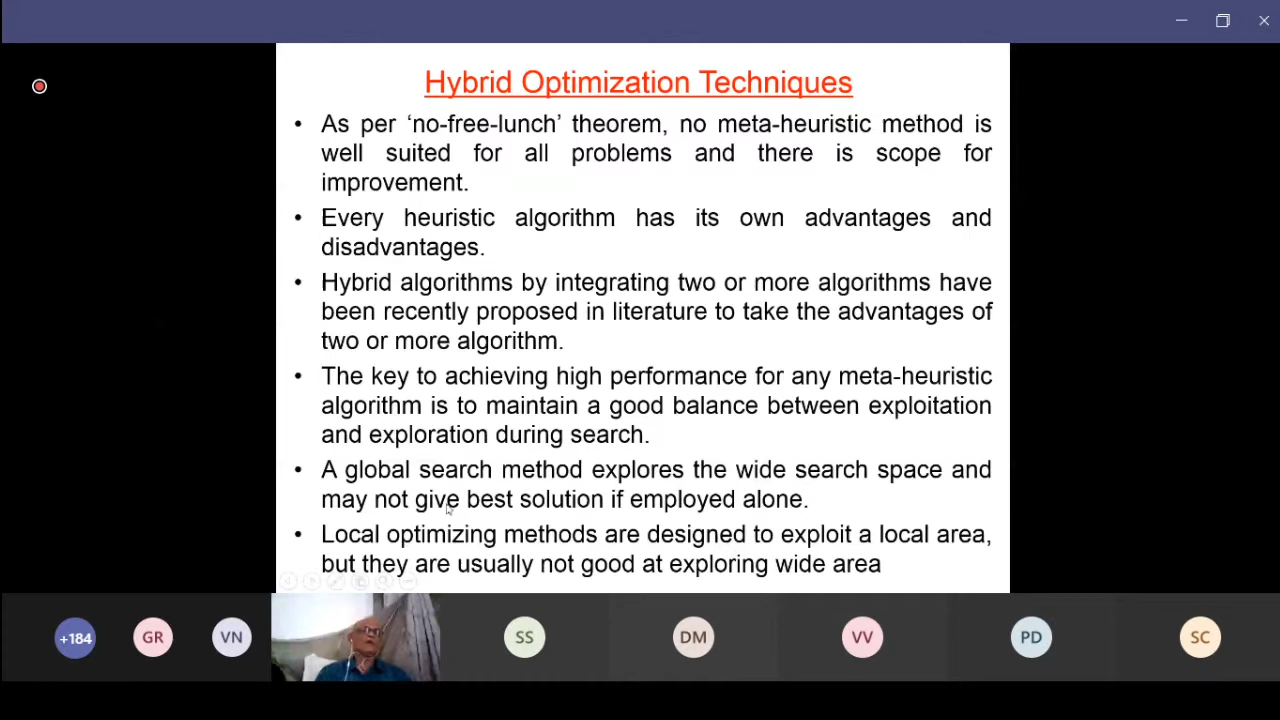 Hybrid Optimization Techniques
• As per ‘no-free-lunch’ theorem, no meta-heuristic method is
well suited for all problems and there is scope for
improvement.
• Every heuristic algorithm has its own advantages and
disadvantages.
• Hybrid algorithms by integrating two or more algorithms have
been recently proposed in literature to take the advantages of
two or more algorithm.
• The key to achieving high performance for any meta-heuristic
algorithm is to maintain a good balance between exploitation
and exploration during search.
• A global search method explores the wide search space and
may not give best solution if employed alone.
• Local optimizing methods are designed to exploit a local area,
but they are usually not good at exploring wide area
+184 GR VN SS DM VV PD SC